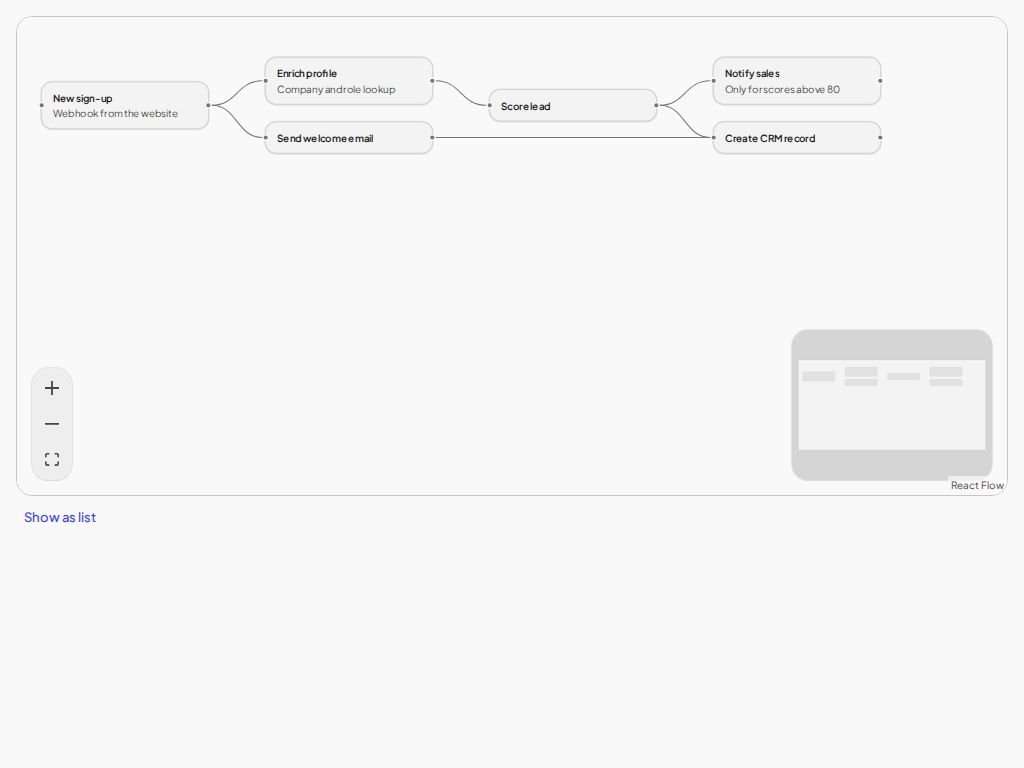 New sign-up
Webhook from the website
Enrich profile
Company and role lookup
Send welcome email
Score lead
Notify sales
Only for scores above 80
Create CRM record
React Flow
Show as list